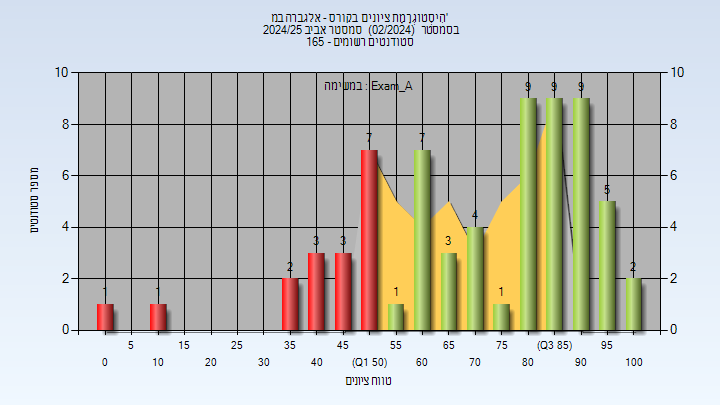 היסטוגרמת ציונים בקורס - אלגברה במ'
בסמסטר (02/2024) סמסטר אביב 2024/25
סטודנטים רשומים - 165
במשימה : Exam_A
מספר סטודנטים
10 10
8 8
6 6
4 4
2 2
0 0
1 1 2 3 3 7 1 7 3 4 1 9 9 9 5 2
5 15 25 35 45 55 65 75 (Q3 85) 95
0 10 20 30 40 (Q1 50) 60 70 80 90 100
טווח ציונים